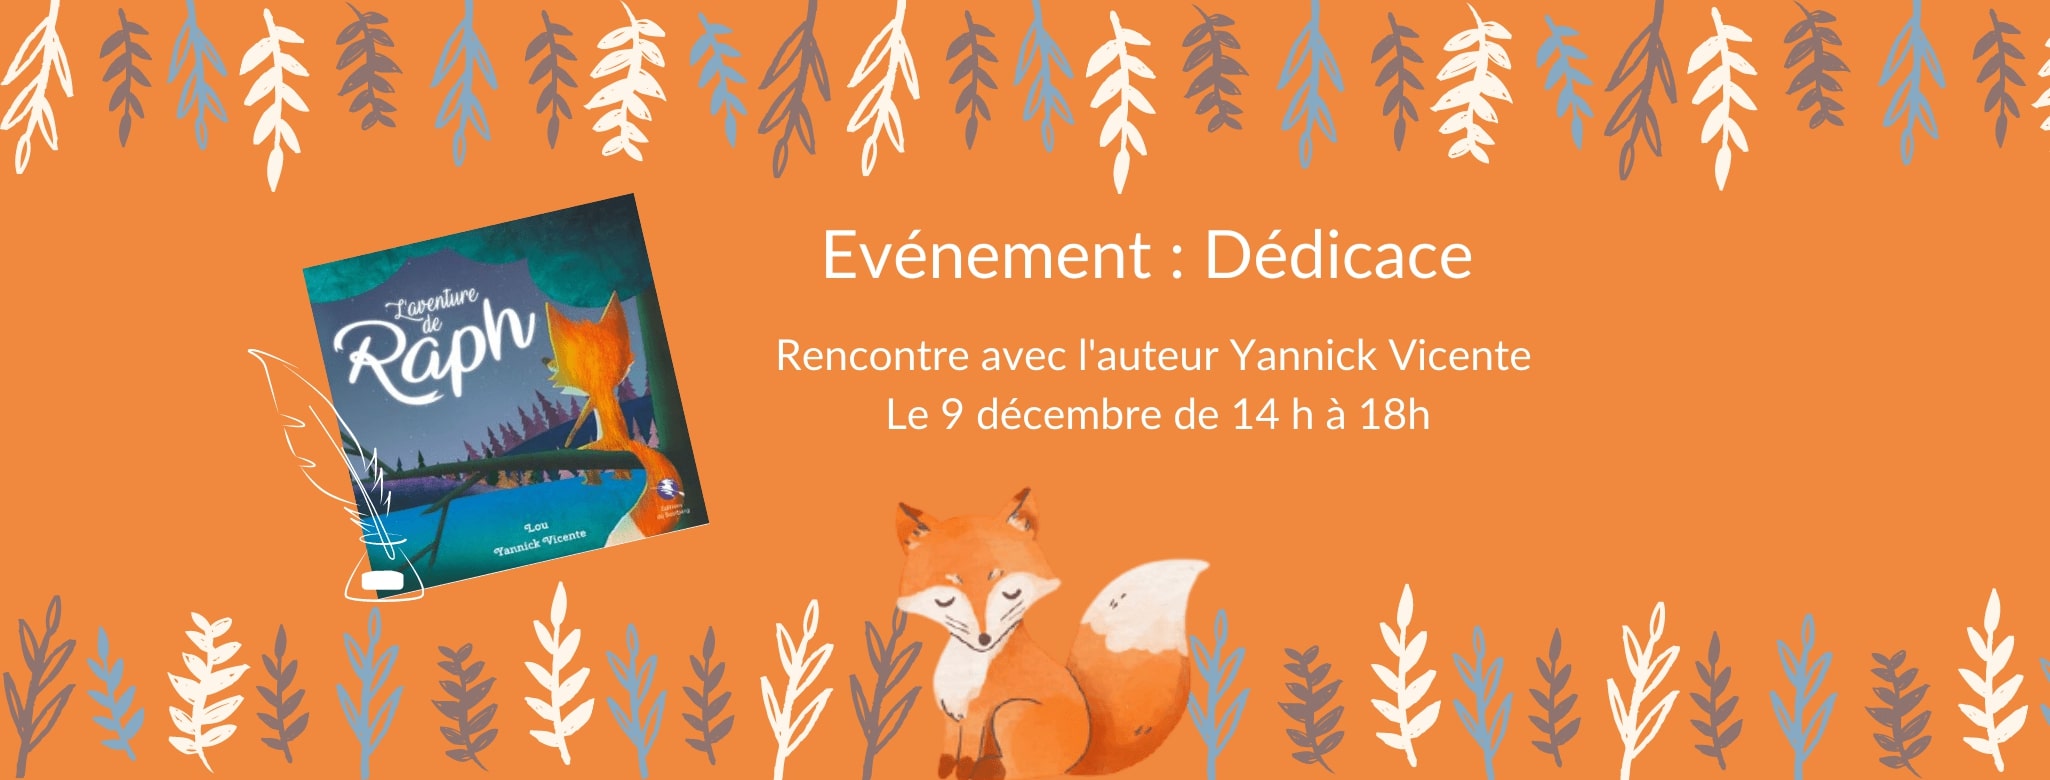 Evénement : Dédicace
Rencontre avec l'auteur Yannick Vicente
Le 9 décembre de 14 h à 18h
L'aventure
de
Raph
Lou
Yannick Vicente